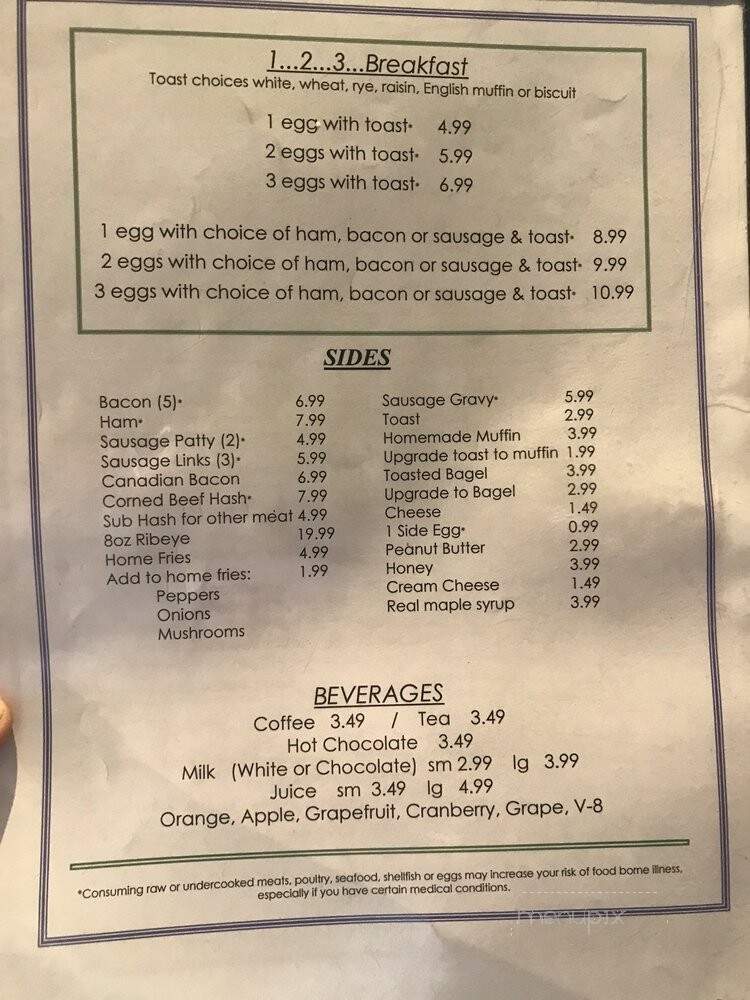 1...2...3...Breakfast
Toast choices white, wheat, rye, raisin, English muffin or biscuit
1 egg with toast* 4.99
2 eggs with toast* 5.99
3 eggs with toast* 6.99
1 egg with choice of ham, bacon or sausage & toast* 8.99
2 eggs with choice of ham, bacon or sausage & toast* 9.99
3 eggs with choice of ham, bacon or sausage & toast* 10.99
SIDES
Bacon (5)* 6.99
Ham* 7.99
Sausage Patty (2)* 4.99
Sausage Links (3)* 5.99
Canadian Bacon 6.99
Corned Beef Hash* 7.99
Sub Hash for other meat 4.99
8oz Ribeye 19.99
Home Fries 4.99
Add to home fries: 1.99
Peppers
Onions
Mushrooms
Sausage Gravy* 5.99
Toast 2.99
Homemade Muffin 3.99
Upgrade toast to muffin 1.99
Toasted Bagel 3.99
Upgrade to Bagel 2.99
Cheese 1.49
1 Side Egg* 0.99
Peanut Butter 2.99
Honey 3.99
Cream Cheese 1.49
Real maple syrup 3.99
BEVERAGES
Coffee 3.49 / Tea 3.49
Hot Chocolate 3.49
Milk (White or Chocolate) sm 2.99 lg 3.99
Juice sm 3.49 lg 4.99
Orange, Apple, Grapefruit, Cranberry, Grape, V-8
*Consuming raw or undercooked meats, poultry, seafood, shellfish or eggs may increase your risk of food borne illness,
especially if you have certain medical conditions.
menupix